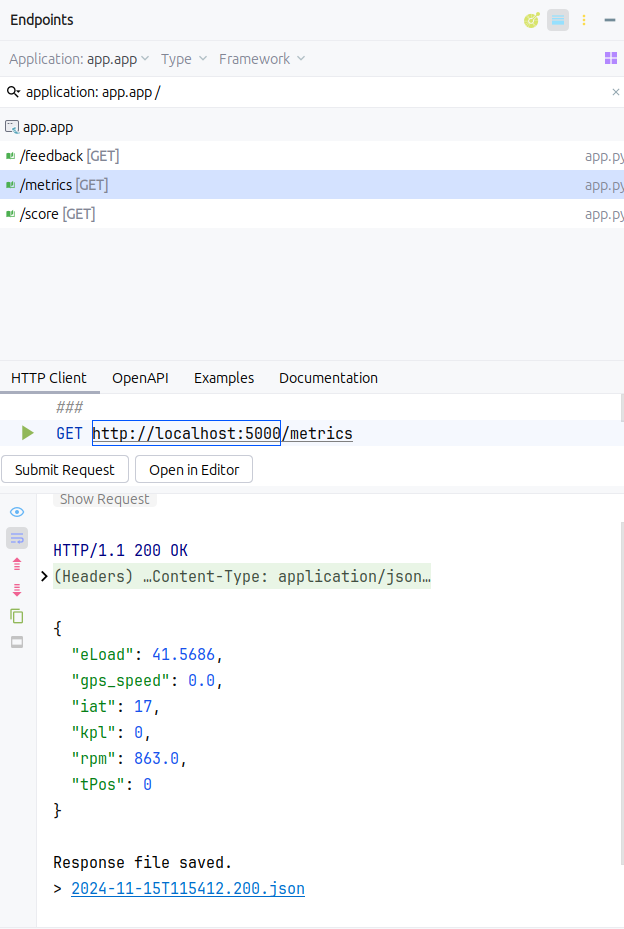 Endpoints
Application: app.app Type Framework
application: app.app /
app.app
/feedback [GET] app.py
/metrics [GET] app.py
/score [GET] app.py
HTTP Client OpenAPI Examples Documentation
###
GET http://localhost:5000/metrics
Submit Request Open in Editor
Show Request
HTTP/1.1 200 OK
(Headers) …Content-Type: application/json…
{
"eLoad": 41.5686,
"gps_speed": 0.0,
"iat": 17,
"kpl": 0,
"rpm": 863.0,
"tPos": 0
}
Response file saved.
> 2024-11-15T115412.200.json